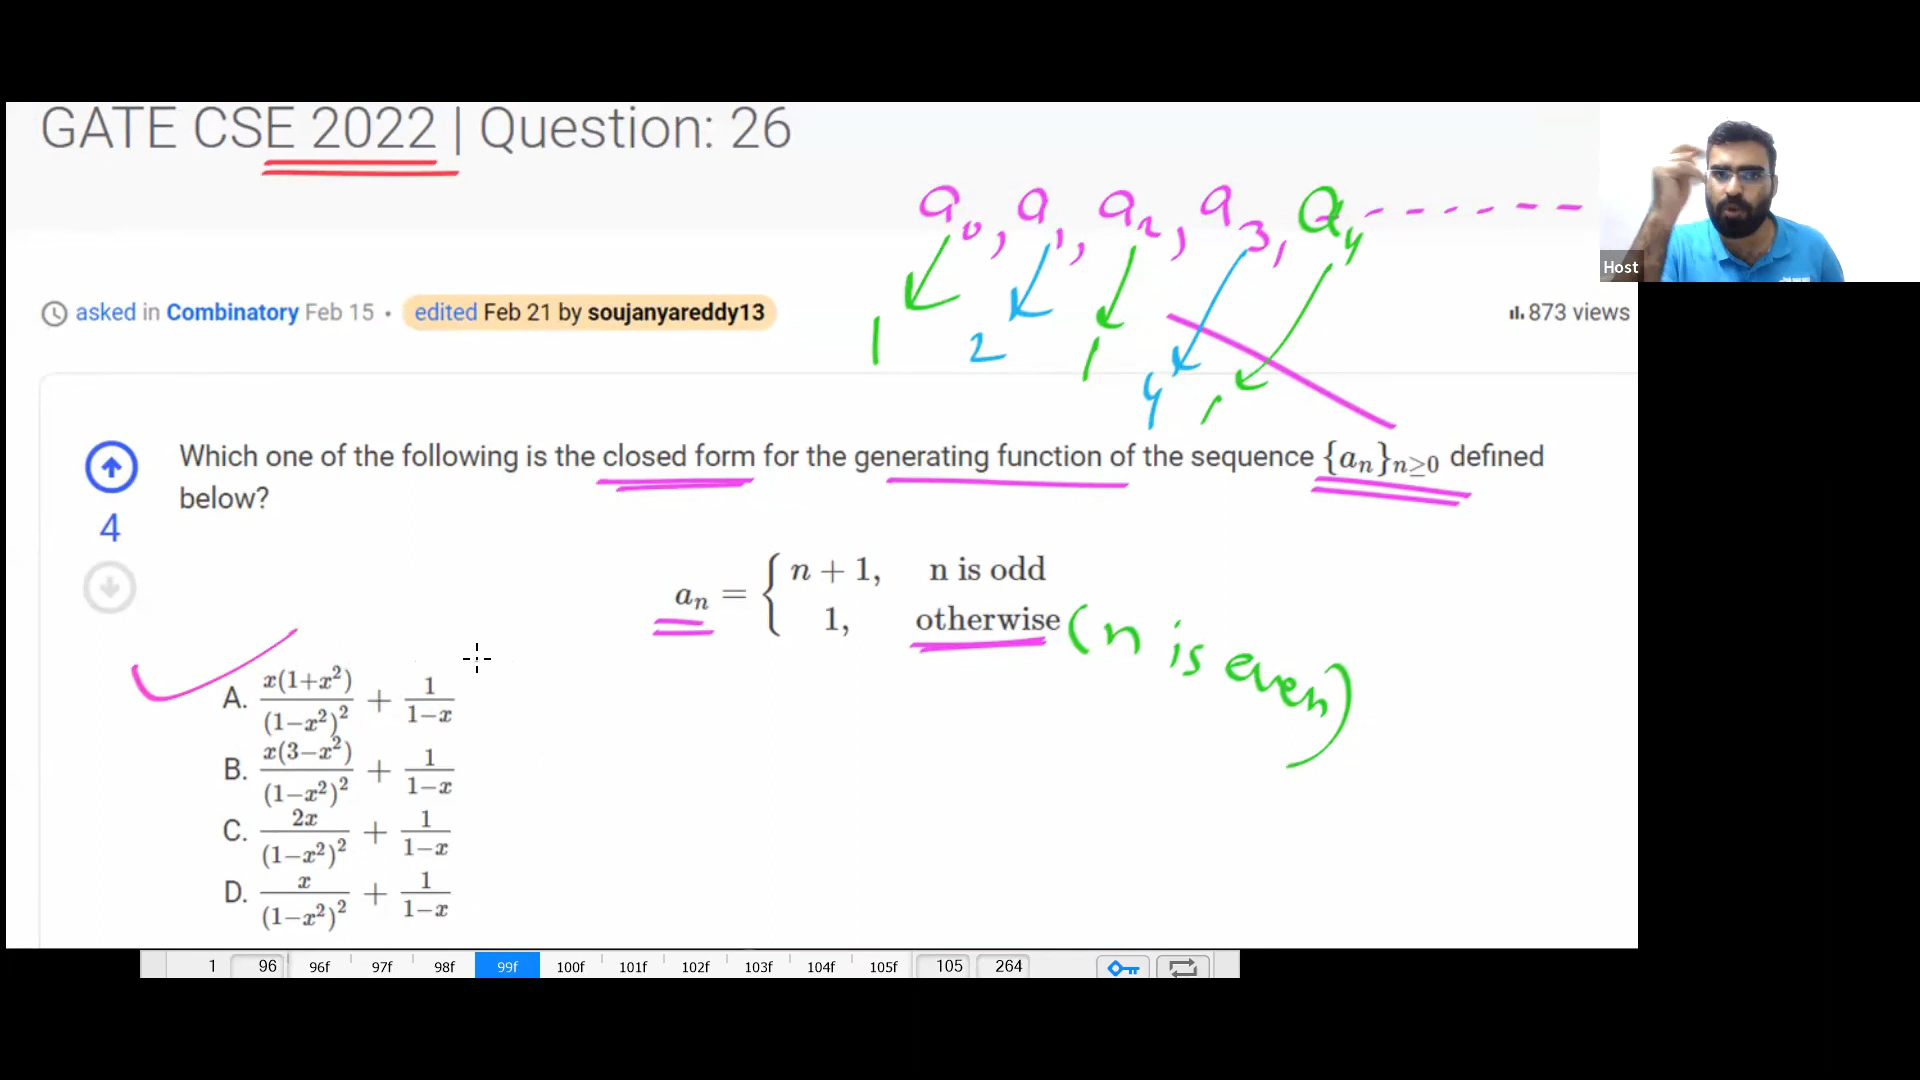 GATE CSE 2022 | Question: 26
a₀, a₁, a₂, a₃, a₄ ------
Host
asked in Combinatory Feb 15 • edited Feb 21 by soujanyareddy13
873 views
1 2 1 4 1
Which one of the following is the closed form for the generating function of the sequence {aₙ}ₙ≥₀ defined
below?
4
aₙ = { n + 1, n is odd
1, otherwise (n is even)
A. x(1+x²)/(1−x²)² + 1/(1−x)
B. x(3−x²)/(1−x²)² + 1/(1−x)
C. 2x/(1−x²)² + 1/(1−x)
D. x/(1−x²)² + 1/(1−x)
1 96 96f 97f 98f 99f 100f 101f 102f 103f 104f 105f 105 264